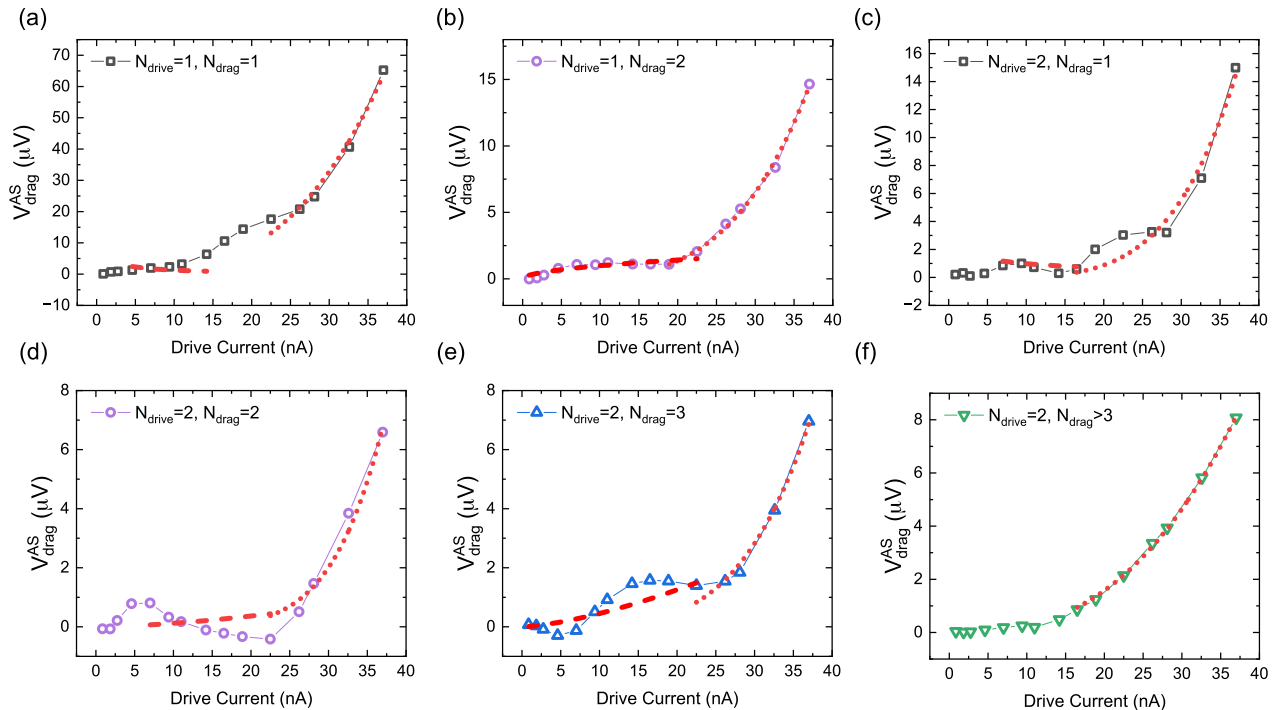 (a)
N_drive=1, N_drag=1
V^AS_drag (μV)
70
60
50
40
30
20
10
0
−10
0 5 10 15 20 25 30 35 40
Drive Current (nA)
(b)
N_drive=1, N_drag=2
V^AS_drag (μV)
15
10
5
0
0 5 10 15 20 25 30 35 40
Drive Current (nA)
(c)
N_drive=2, N_drag=1
V^AS_drag (μV)
16
14
12
10
8
6
4
2
0
−2
0 5 10 15 20 25 30 35 40
Drive Current (nA)
(d)
N_drive=2, N_drag=2
V^AS_drag (μV)
8
6
4
2
0
0 5 10 15 20 25 30 35 40
Drive Current (nA)
(e)
N_drive=2, N_drag=3
V^AS_drag (μV)
8
6
4
2
0
0 5 10 15 20 25 30 35 40
Drive Current (nA)
(f)
N_drive=2, N_drag>3
V^AS_drag (μV)
8
6
4
2
0
0 5 10 15 20 25 30 35 40
Drive Current (nA)